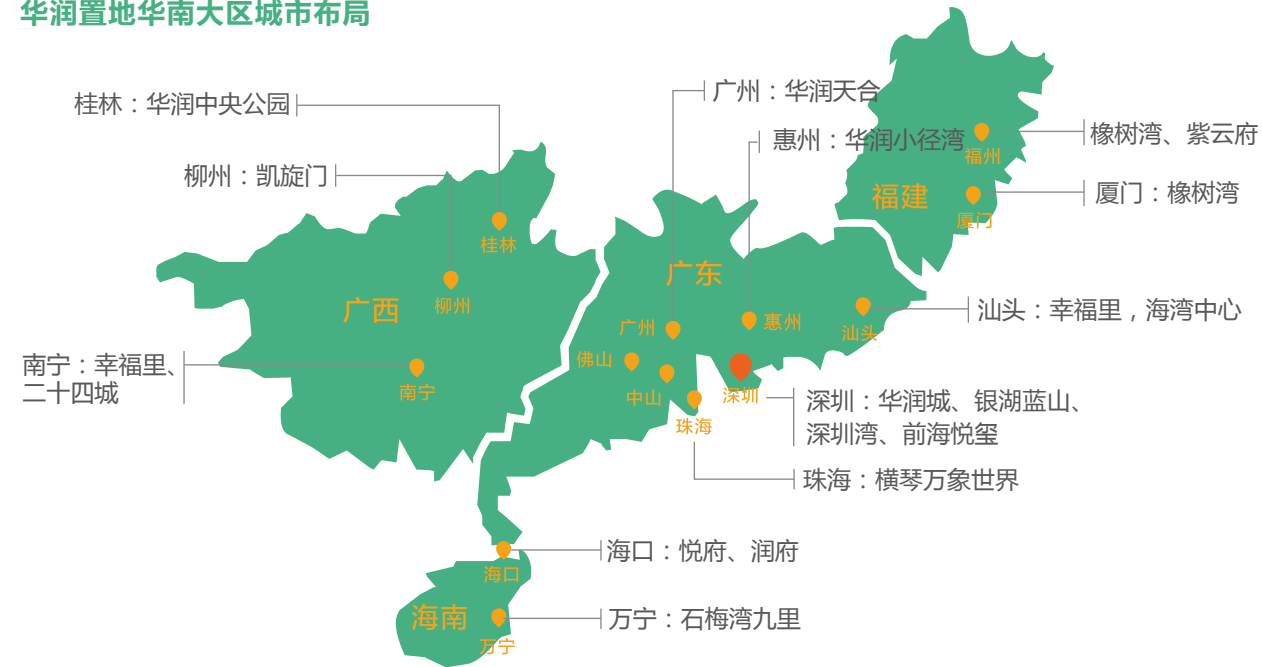 华润置地华南大区城市布局
桂林：华润中央公园
柳州：凯旋门
南宁：幸福里、
二十四城
广州：华润天合
惠州：华润小径湾
橡树湾、紫云府
厦门：橡树湾
汕头：幸福里，海湾中心
深圳：华润城、银湖蓝山、
深圳湾、前海悦玺
珠海：横琴万象世界
海口：悦府、润府
万宁：石梅湾九里
广西
桂林
柳州
南宁
广东
广州
惠州
汕头
佛山
中山
深圳
珠海
福建
福州
厦门
海南
海口
万宁